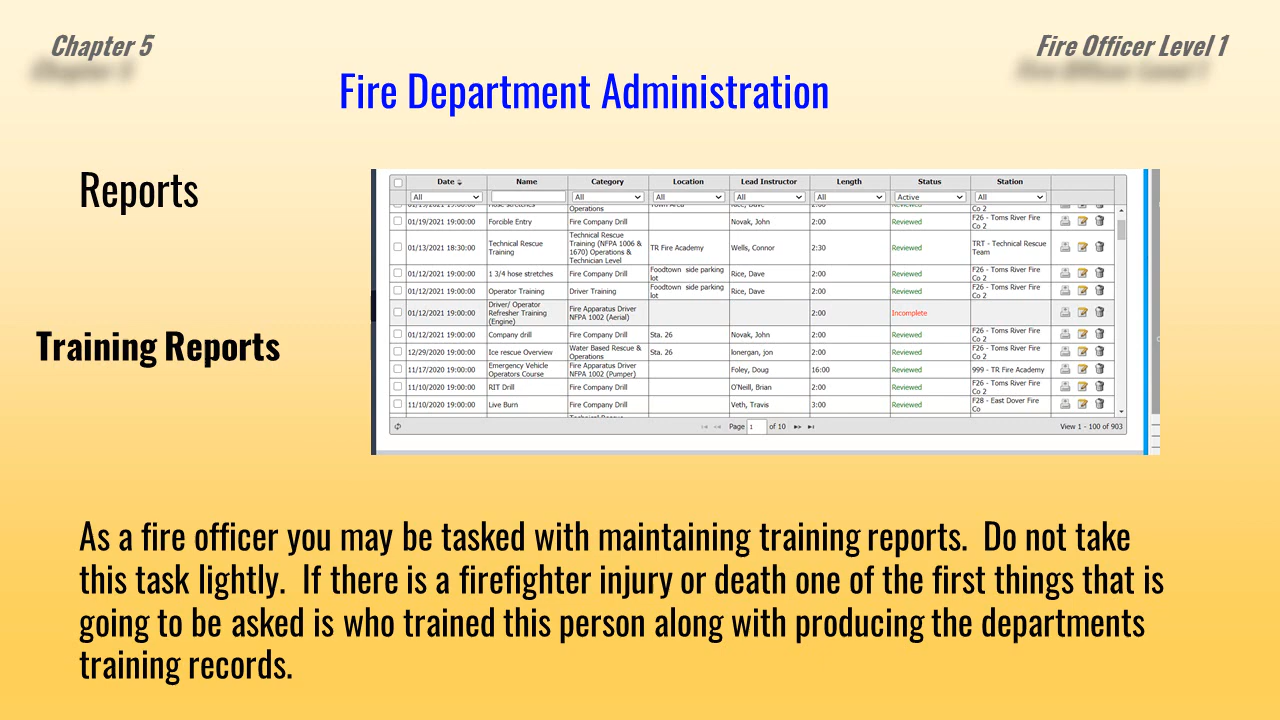 Chapter 5
Fire Officer Level 1
Fire Department Administration
Reports
Training Reports
Date Name Category Location Lead Instructor Length Status Station
All All All All All Active All
Operations Co 2
01/19/2021 19:00:00 Forcible Entry Fire Company Drill Novak, John 2:00 Reviewed F26 - Toms River Fire Co 2
01/13/2021 18:30:00 Technical Rescue Training Technical Rescue Training (NFPA 1006 & 1670) Operations & Technician Level TR Fire Academy Wells, Connor 2:30 Reviewed TRT - Technical Rescue Team
01/12/2021 19:00:00 1 3/4 hose stretches Fire Company Drill Foodtown side parking lot Rice, Dave 2:00 Reviewed F26 - Toms River Fire Co 2
01/12/2021 19:00:00 Operator Training Driver Training Foodtown side parking lot Rice, Dave 2:00 Reviewed F26 - Toms River Fire Co 2
01/12/2021 19:00:00 Driver/ Operator Refresher Training (Engine) Fire Apparatus Driver NFPA 1002 (Aerial) 2:00 Incomplete
01/12/2021 19:00:00 Company drill Fire Company Drill Sta. 26 Novak, John 2:00 Reviewed F26 - Toms River Fire Co 2
12/29/2020 19:00:00 Ice rescue Overview Water Based Rescue & Operations Sta. 26 lonergan, jon 2:00 Reviewed F26 - Toms River Fire Co 2
11/17/2020 19:00:00 Emergency Vehicle Operators Course Fire Apparatus Driver NFPA 1002 (Pumper) Foley, Doug 16:00 Reviewed 999 - TR Fire Academy
11/10/2020 19:00:00 RIT Drill Fire Company Drill O'Neill, Brian 2:00 Reviewed F26 - Toms River Fire Co 2
11/10/2020 19:00:00 Live Burn Fire Company Drill Veth, Travis 3:00 Reviewed F28 - East Dover Fire Co
Page 1 of 10 View 1 - 100 of 903
As a fire officer you may be tasked with maintaining training reports. Do not take
this task lightly. If there is a firefighter injury or death one of the first things that is
going to be asked is who trained this person along with producing the departments
training records.